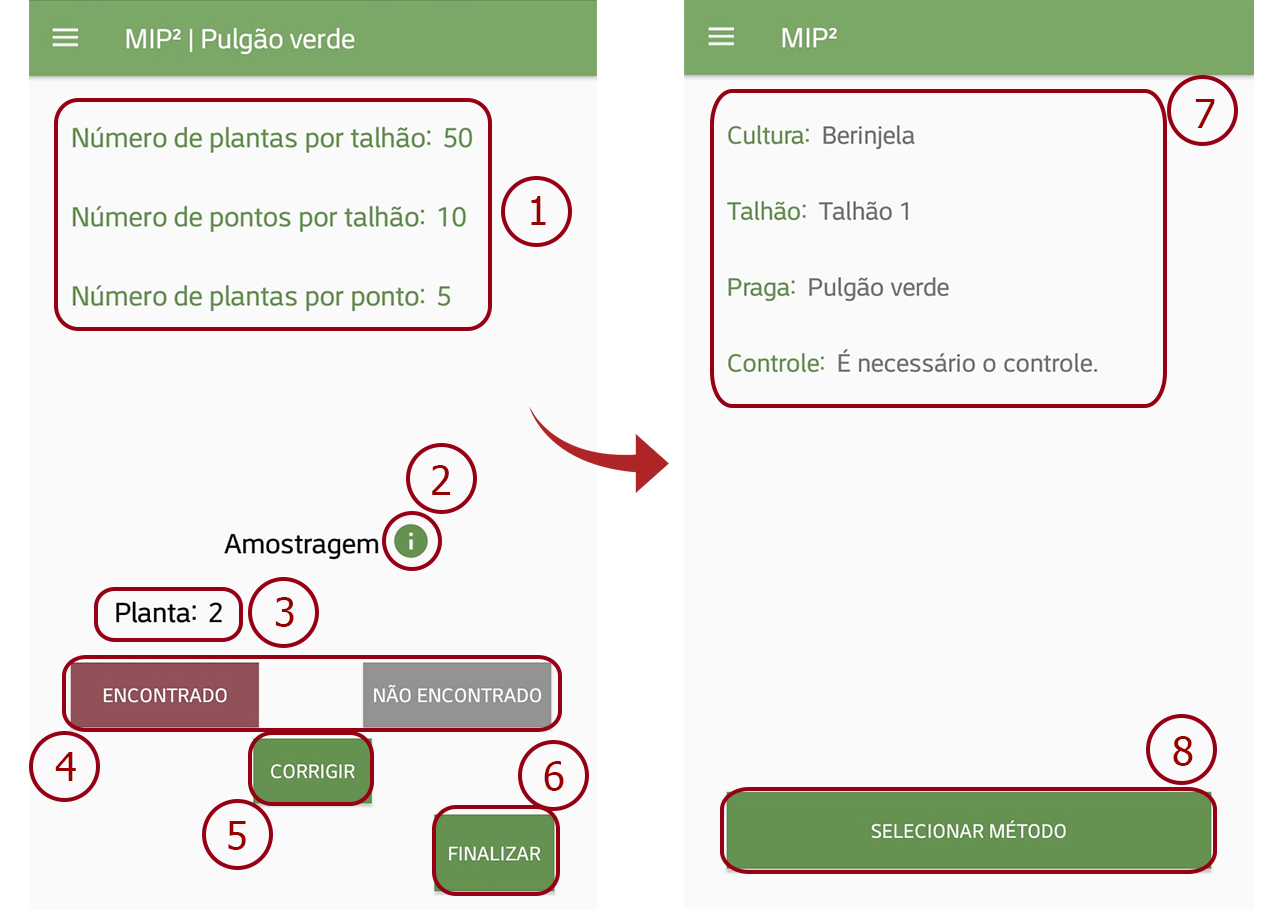 MIP² | Pulgão verde
Número de plantas por talhão: 50
Número de pontos por talhão: 10
1
Número de plantas por ponto: 5
2
Amostragem
i
Planta: 2
3
ENCONTRADO
NÃO ENCONTRADO
4
CORRIGIR
6
5
FINALIZAR
MIP²
7
Cultura: Berinjela
Talhão: Talhão 1
Praga: Pulgão verde
Controle: É necessário o controle.
8
SELECIONAR MÉTODO